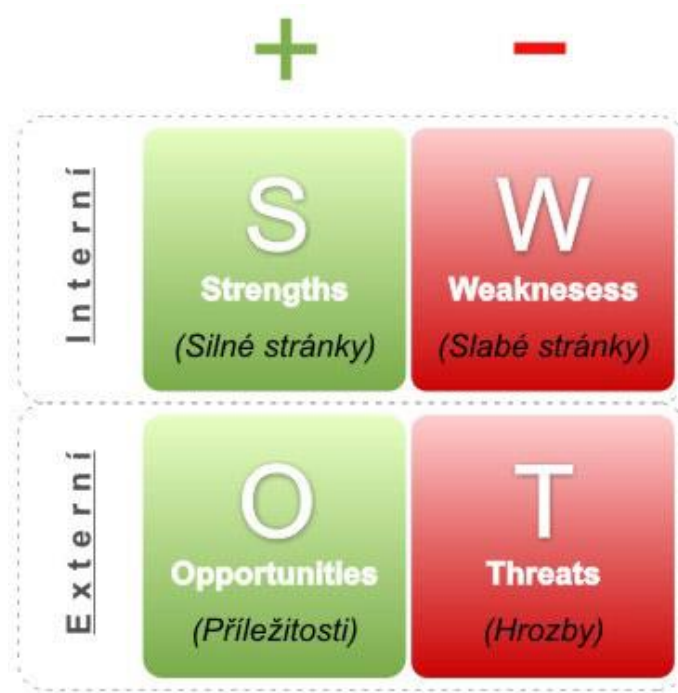 + −
Interní
S
Strengths
(Silné stránky)
W
Weaknesess
(Slabé stránky)
Externí
O
Opportunities
(Příležitosti)
T
Threats
(Hrozby)